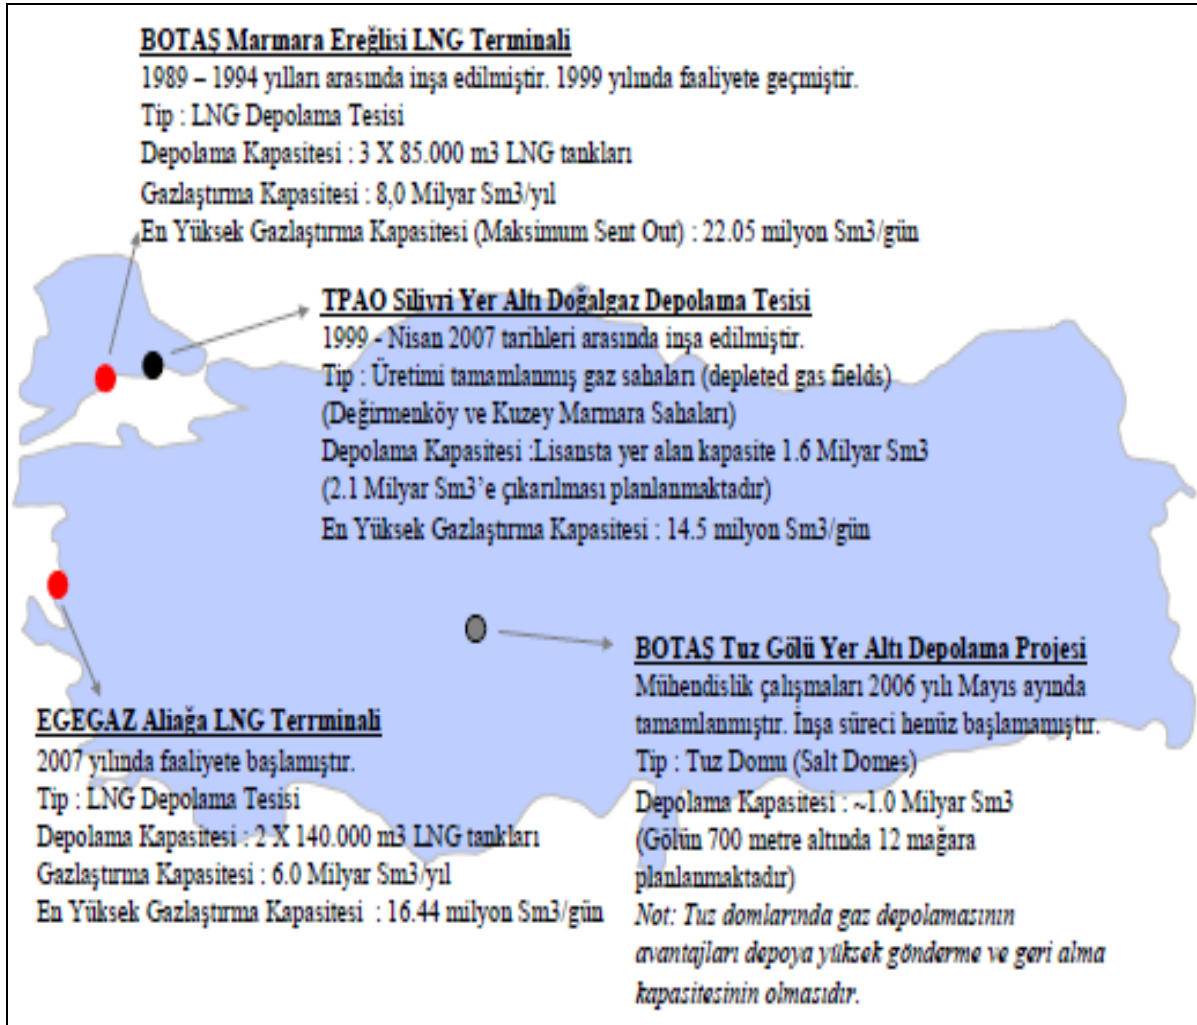 BOTAŞ Marmara Ereğlisi LNG Terminali
1989 – 1994 yılları arasında inşa edilmiştir. 1999 yılında faaliyete geçmiştir.
Tip : LNG Depolama Tesisi
Depolama Kapasitesi : 3 X 85.000 m3 LNG tankları
Gazlaştırma Kapasitesi : 8,0 Milyar Sm3/yıl
En Yüksek Gazlaştırma Kapasitesi (Maksimum Sent Out) : 22.05 milyon Sm3/gün
TPAO Silivri Yer Altı Doğalgaz Depolama Tesisi
1999 - Nisan 2007 tarihleri arasında inşa edilmiştir.
Tip : Üretimi tamamlanmış gaz sahaları (depleted gas fields)
(Değirmenköy ve Kuzey Marmara Sahaları)
Depolama Kapasitesi :Lisansta yer alan kapasite 1.6 Milyar Sm3
(2.1 Milyar Sm3’e çıkarılması planlanmaktadır)
En Yüksek Gazlaştırma Kapasitesi : 14.5 milyon Sm3/gün
BOTAŞ Tuz Gölü Yer Altı Depolama Projesi
Mühendislik çalışmaları 2006 yılı Mayıs ayında
tamamlanmıştır. İnşa süreci henüz başlamamıştır.
Tip : Tuz Domu (Salt Domes)
Depolama Kapasitesi : ~1.0 Milyar Sm3
(Gölün 700 metre altında 12 mağara
planlanmaktadır)
Not: Tuz domlarında gaz depolamasının
avantajları depoya yüksek gönderme ve geri alma
kapasitesinin olmasıdır.
EGEGAZ Aliağa LNG Terrminali
2007 yılında faaliyete başlamıştır.
Tip : LNG Depolama Tesisi
Depolama Kapasitesi : 2 X 140.000 m3 LNG tankları
Gazlaştırma Kapasitesi : 6.0 Milyar Sm3/yıl
En Yüksek Gazlaştırma Kapasitesi : 16.44 milyon Sm3/gün